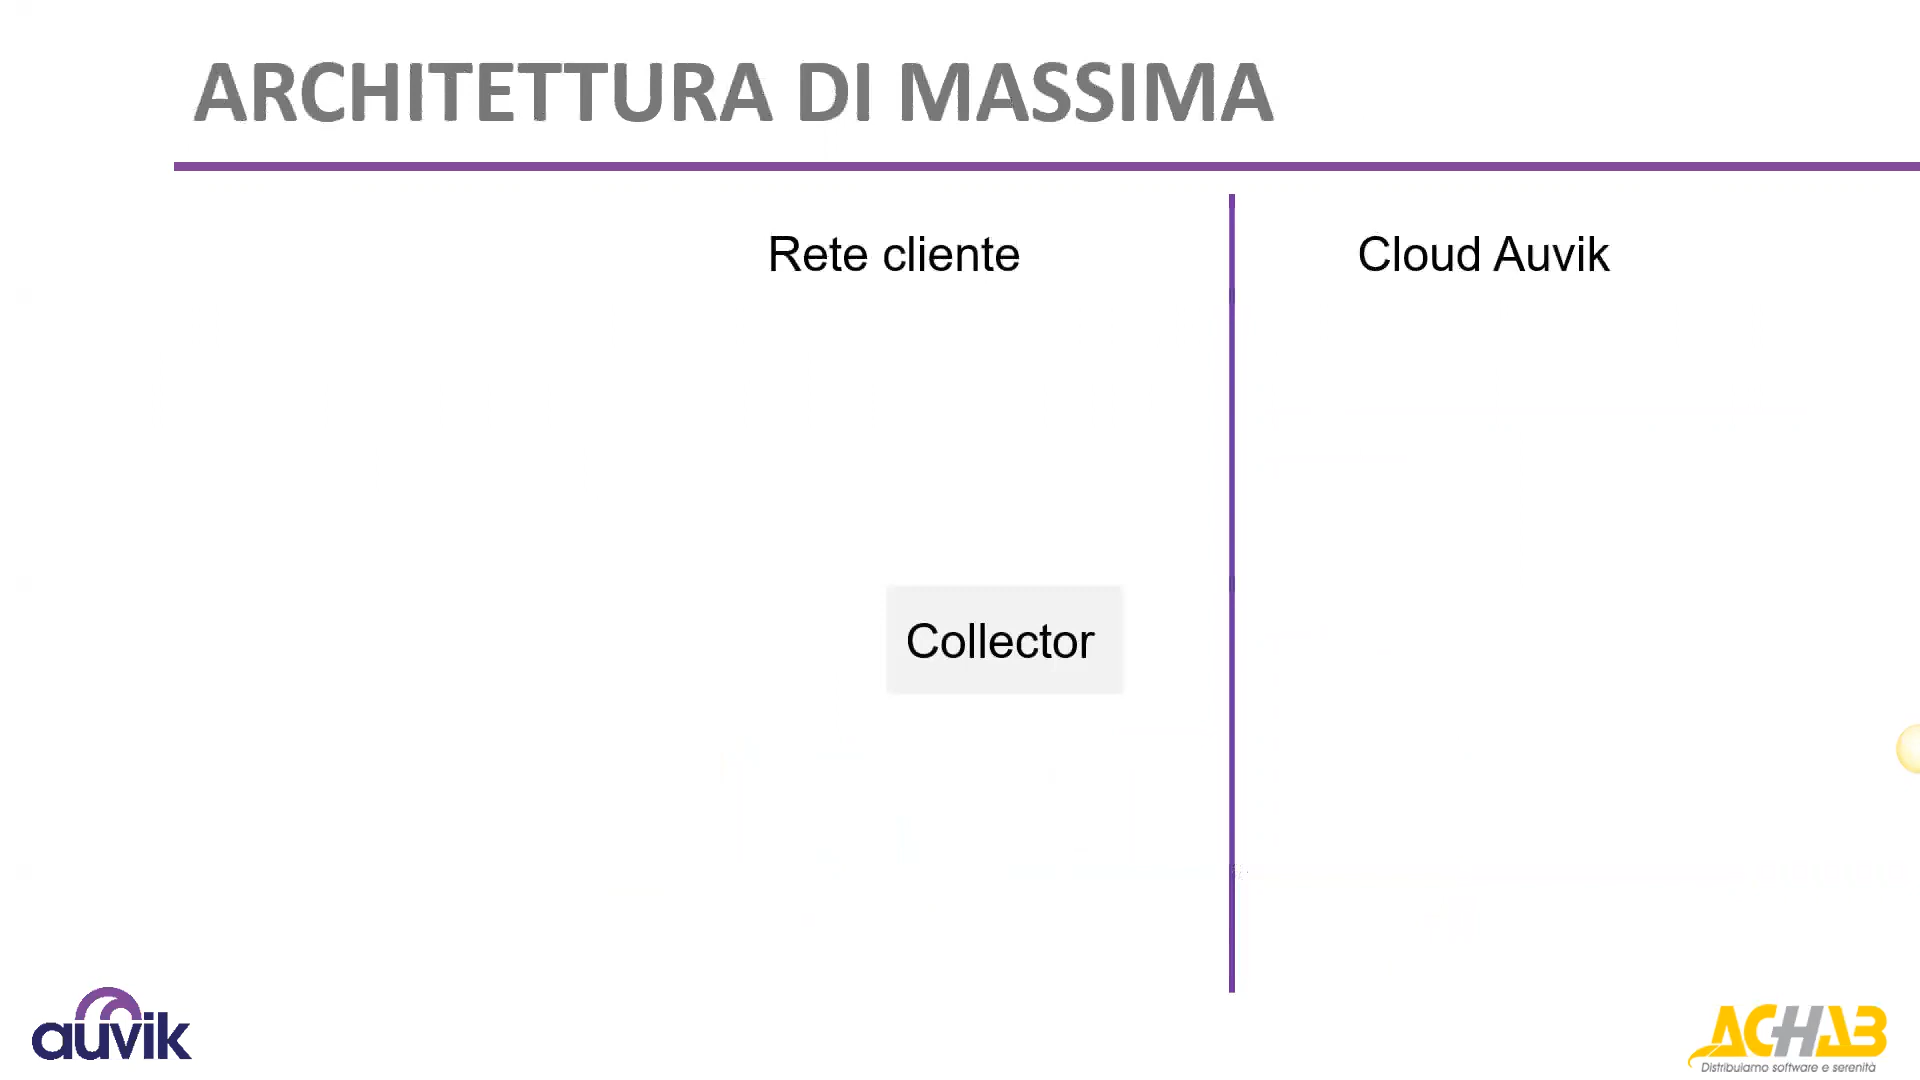 ARCHITETTURA DI MASSIMA
Rete cliente
Cloud Auvik
Collector
auvik
ACHAB
Distribuiamo software e serenità